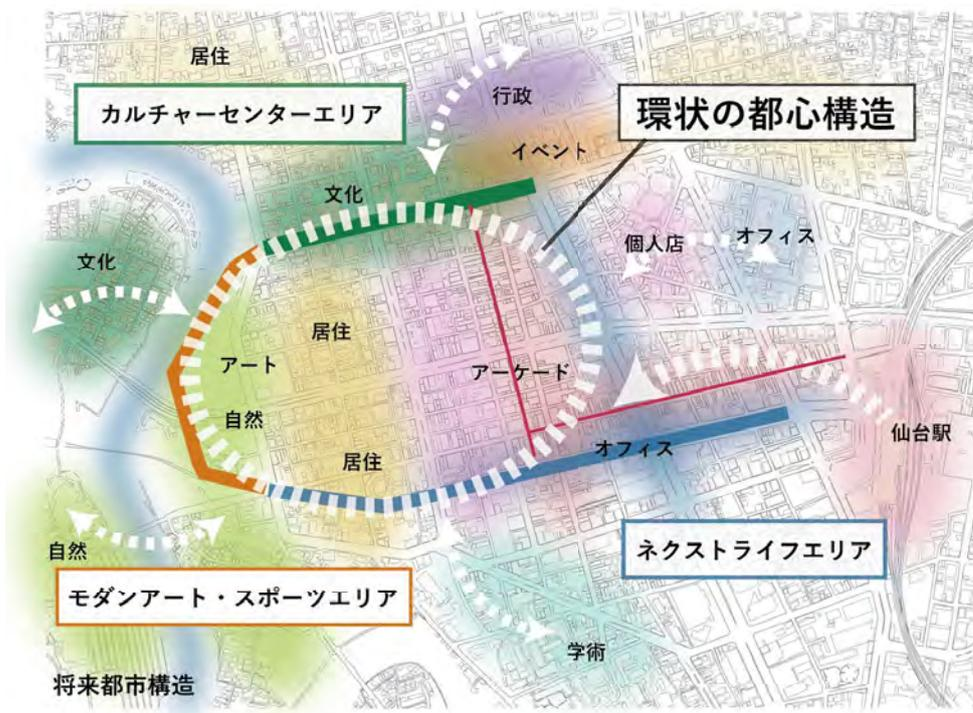 居住
カルチャーセンターエリア
行政
環状の都心構造
イベント
文化
個人店
オフィス
文化
居住
アート
アーケード
自然
仙台駅
オフィス
居住
自然
ネクストライフエリア
モダンアート・スポーツエリア
学術
将来都市構造